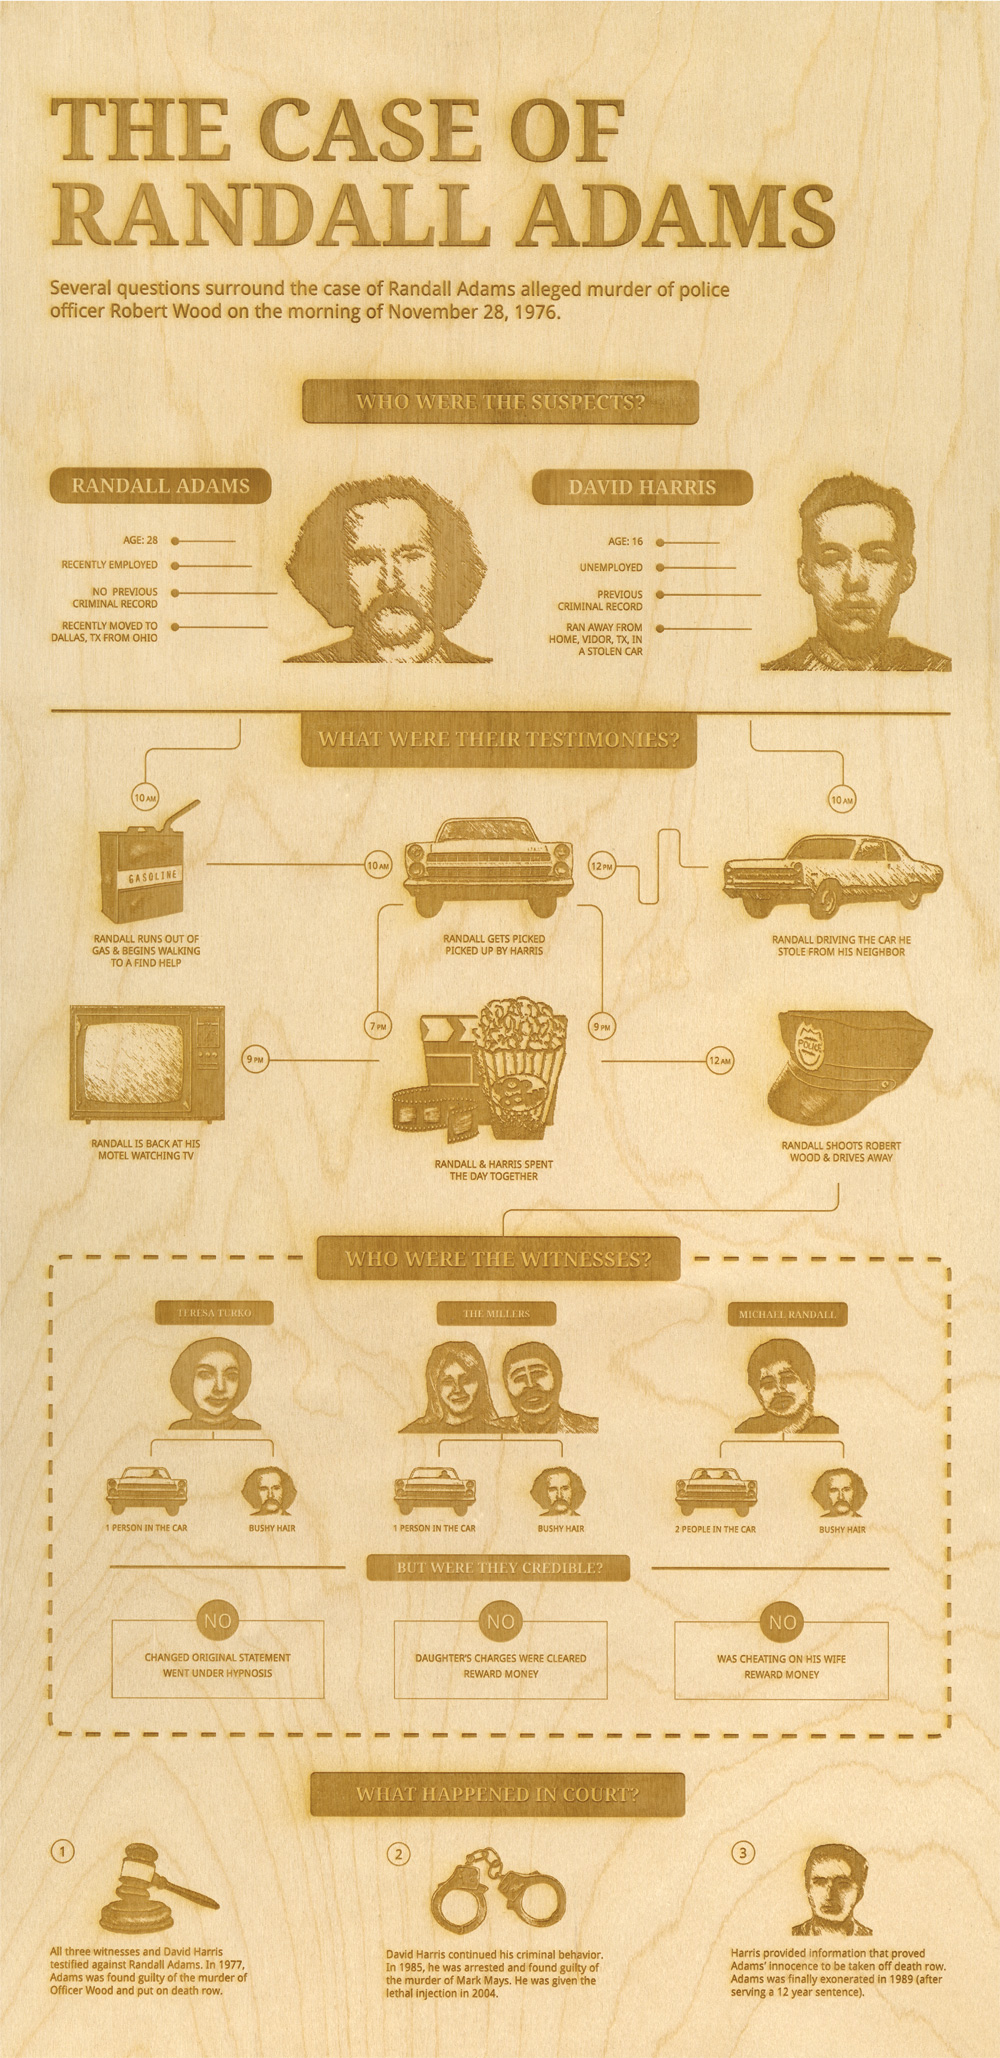 THE CASE OF
RANDALL ADAMS
Several questions surround the case of Randall Adams alleged murder of police
officer Robert Wood on the morning of November 28, 1976.
WHO WERE THE SUSPECTS?
RANDALL ADAMS
AGE: 28
RECENTLY EMPLOYED
NO PREVIOUS
CRIMINAL RECORD
RECENTLY MOVED TO
DALLAS, TX FROM OHIO
DAVID HARRIS
AGE: 16
UNEMPLOYED
PREVIOUS
CRIMINAL RECORD
RAN AWAY FROM
HOME, VIDOR, TX, IN
A STOLEN CAR
WHAT WERE THEIR TESTIMONIES?
10 AM
10 AM
GASOLINE
10 AM
12 PM
RANDALL RUNS OUT OF
GAS & BEGINS WALKING
TO A FIND HELP
RANDALL GETS PICKED
PICKED UP BY HARRIS
RANDALL DRIVING THE CAR HE
STOLE FROM HIS NEIGHBOR
7 PM
9 PM
POLICE
9 PM
12 AM
RANDALL IS BACK AT HIS
MOTEL WATCHING TV
RANDALL & HARRIS SPENT
THE DAY TOGETHER
RANDALL SHOOTS ROBERT
WOOD & DRIVES AWAY
WHO WERE THE WITNESSES?
TERESA TURKO
THE MILLERS
MICHAEL RANDALL
1 PERSON IN THE CAR
BUSHY HAIR
1 PERSON IN THE CAR
BUSHY HAIR
2 PEOPLE IN THE CAR
BUSHY HAIR
BUT WERE THEY CREDIBLE?
NO
CHANGED ORIGINAL STATEMENT
WENT UNDER HYPNOSIS
NO
DAUGHTER'S CHARGES WERE CLEARED
REWARD MONEY
NO
WAS CHEATING ON HIS WIFE
REWARD MONEY
WHAT HAPPENED IN COURT?
1
All three witnesses and David Harris
testified against Randall Adams. In 1977,
Adams was found guilty of the murder of
Officer Wood and put on death row.
2
David Harris continued his criminal behavior.
In 1985, he was arrested and found guilty of
the murder of Mark Mays. He was given the
lethal injection in 2004.
3
Harris provided information that proved
Adams' innocence to be taken off death row.
Adams was finally exonerated in 1989 (after
serving a 12 year sentence).